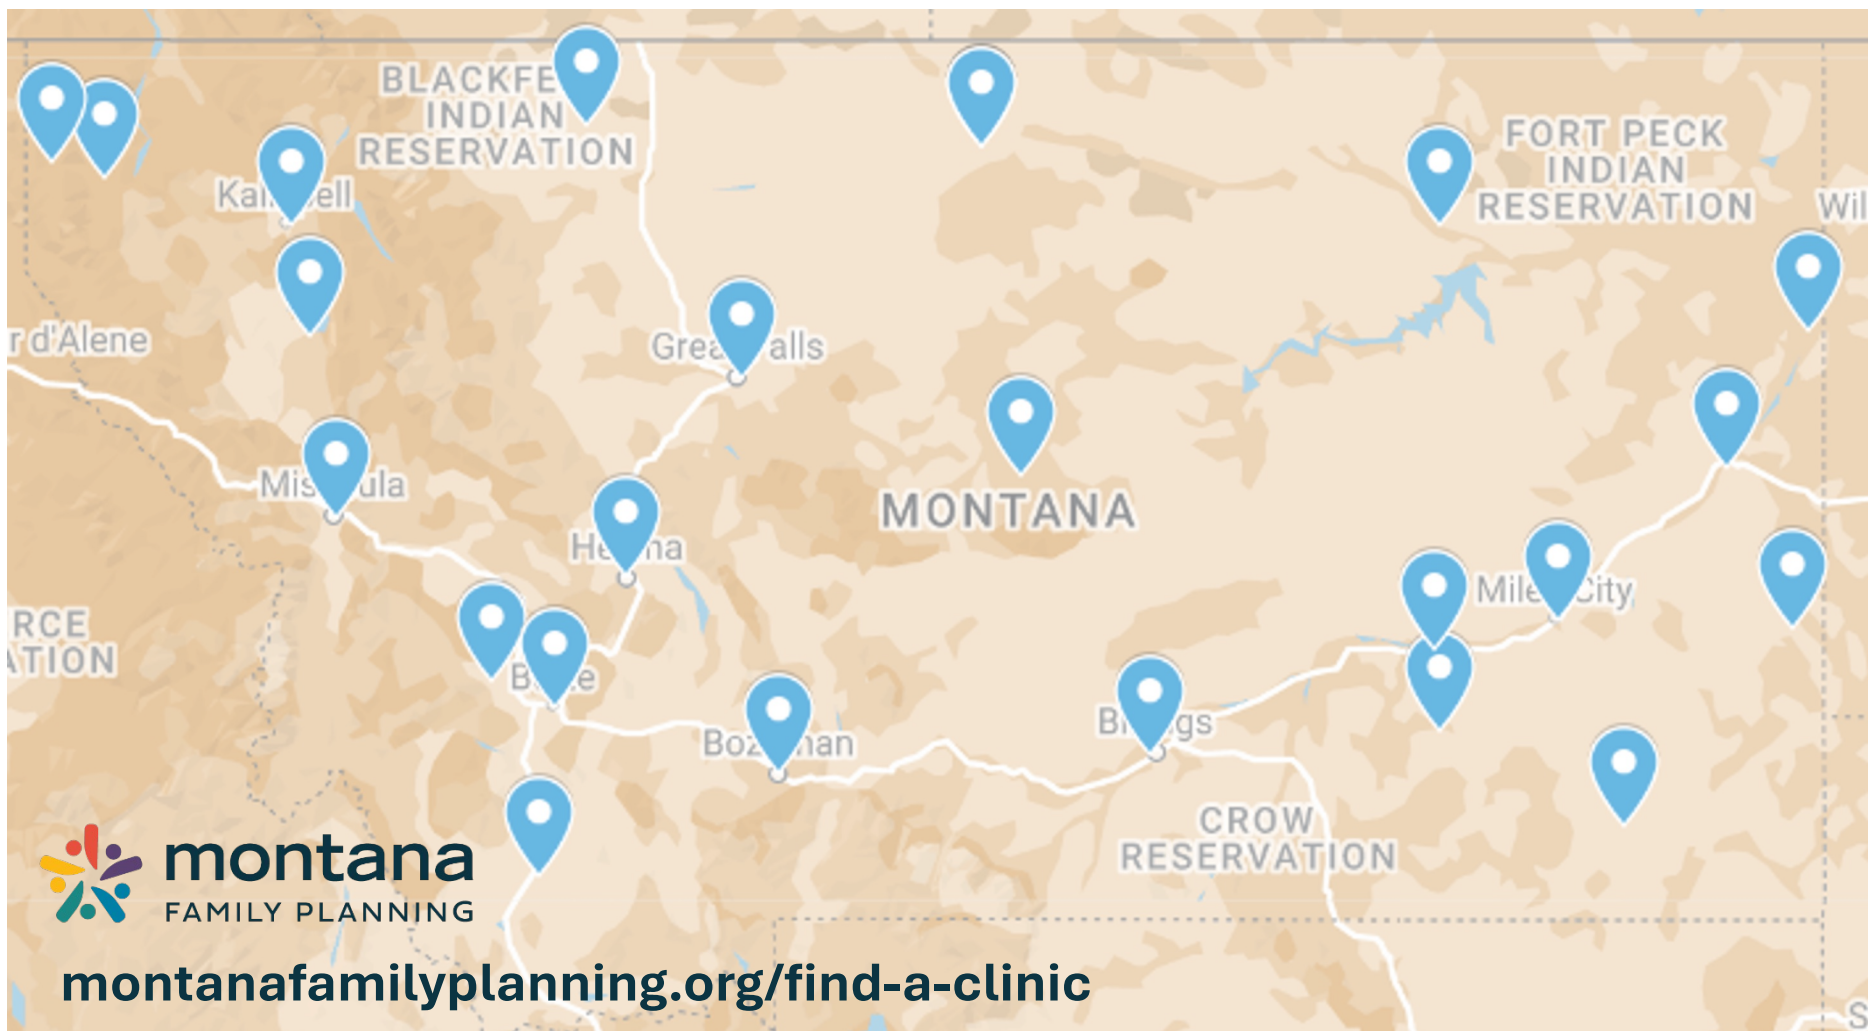 BLACKFE
INDIAN
RESERVATION
FORT PECK
INDIAN
RESERVATION
Wil
r d'Alene
MONTANA
City
RCE
ATION
CROW
RESERVATION
montana
FAMILY PLANNING
montanafamilyplanning.org/find-a-clinic
S